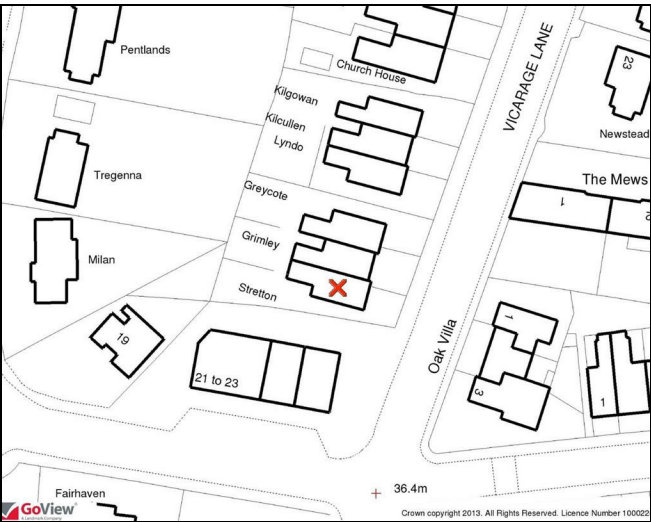 Pentlands
Church House
VICARAGE LANE
23
Newstead
Kilgowan
Kilcullen
Lyndo
Tregenna
The Mews
1
2
Greycote
Grimley
Milan
Stretton
19
21 to 23
Oak Villa
1
3
1
36.4m
Fairhaven
GoView
A Landmark Company
Crown copyright 2013. All Rights Reserved. Licence Number 100022